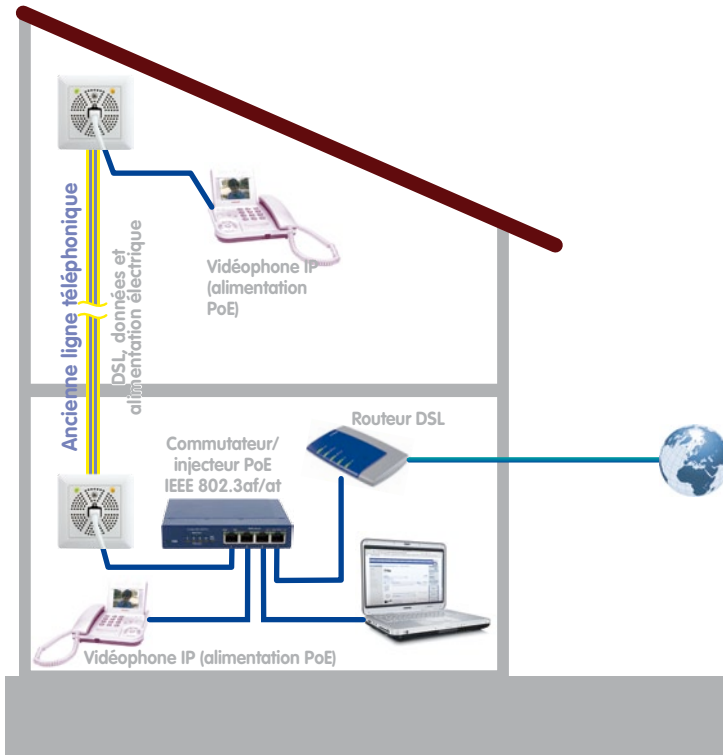 Ancienne ligne téléphonique
DSL, données et
alimentation électrique
Vidéophone IP
(alimentation
PoE)
Routeur DSL
Commutateur/
injecteur PoE
IEEE 802.3af/at
Vidéophone IP (alimentation PoE)